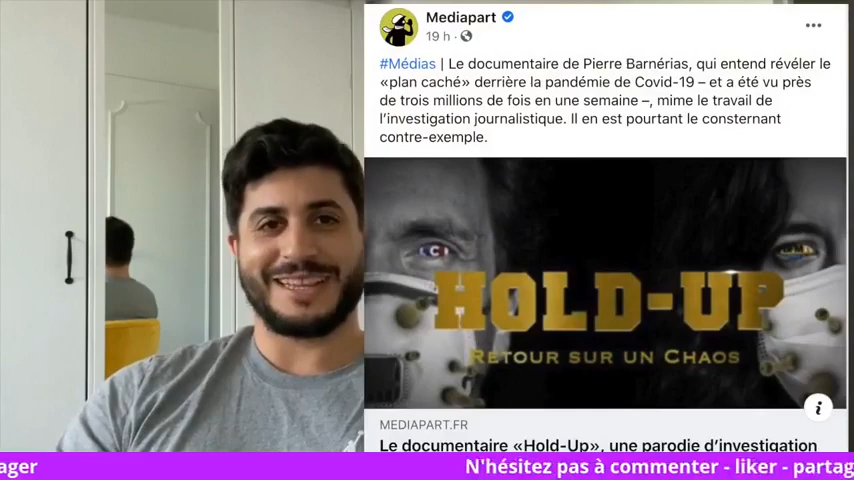 Mediapart
19 h ·
#Médias | Le documentaire de Pierre Barnérias, qui entend révéler le
«plan caché» derrière la pandémie de Covid-19 – et a été vu près
de trois millions de fois en une semaine –, mime le travail de
l'investigation journalistique. Il en est pourtant le consternant
contre-exemple.
HOLD-UP
RETOUR SUR UN CHAOS
MEDIAPART.FR
Le documentaire «Hold-Up», une parodie d'investigation
ager
N'hésitez pas à commenter - liker - partag